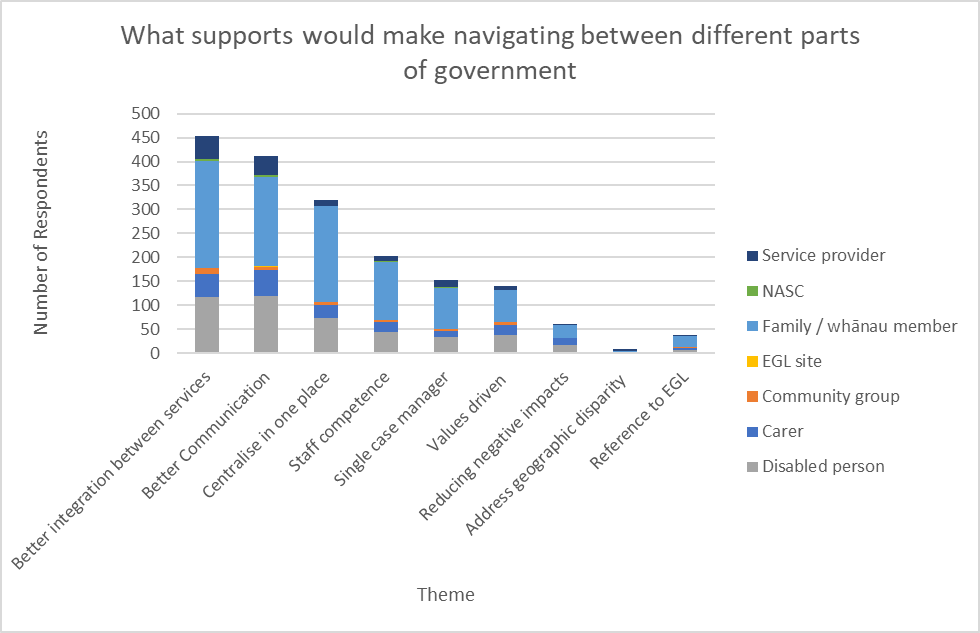 What supports would make navigating between different parts
of government
Number of Respondents
500
450
400
350
300
250
200
150
100
50
0
Better integration between services
Better Communication
Centralise in one place
Staff competence
Single case manager
Values driven
Reducing negative impacts
Address geographic disparity
Reference to EGL
Theme
Service provider
NASC
Family / whānau member
EGL site
Community group
Carer
Disabled person